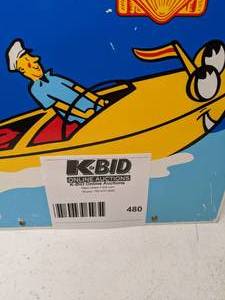 K-BID
ONLINE AUCTIONS
K-Bid Online Auctions
480